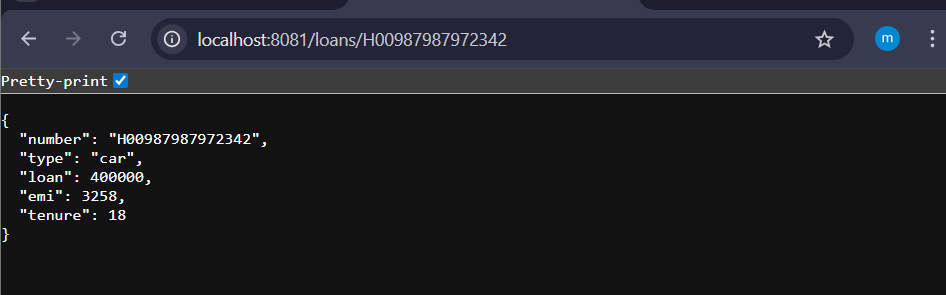 localhost:8081/loans/H00987987972342
m
Pretty-print
{
  "number": "H00987987972342",
  "type": "car",
  "loan": 400000,
  "emi": 3258,
  "tenure": 18
}